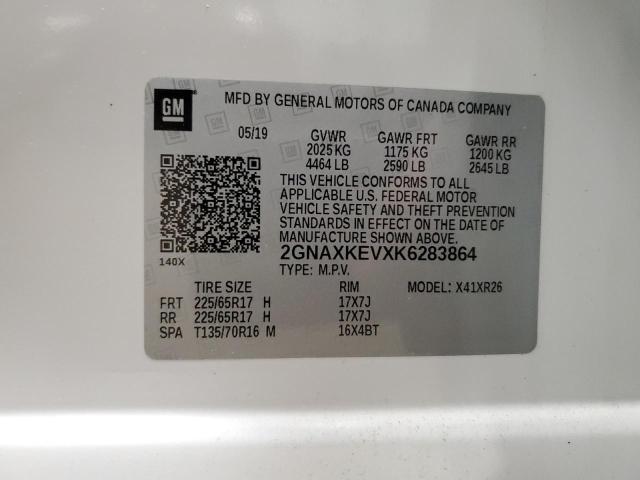 GM
MFD BY GENERAL MOTORS OF CANADA COMPANY
05/19 GVWR GAWR FRT GAWR RR
2025 KG 1175 KG 1200 KG
4464 LB 2590 LB 2645 LB
THIS VEHICLE CONFORMS TO ALL
APPLICABLE U.S. FEDERAL MOTOR
VEHICLE SAFETY AND THEFT PREVENTION
STANDARDS IN EFFECT ON THE DATE OF
MANUFACTURE SHOWN ABOVE.
140X 2GNAXKEVXK6283864
TYPE: M.P.V.
TIRE SIZE RIM MODEL: X41XR26
FRT 225/65R17 H 17X7J
RR 225/65R17 H 17X7J
SPA T135/70R16 M 16X4BT